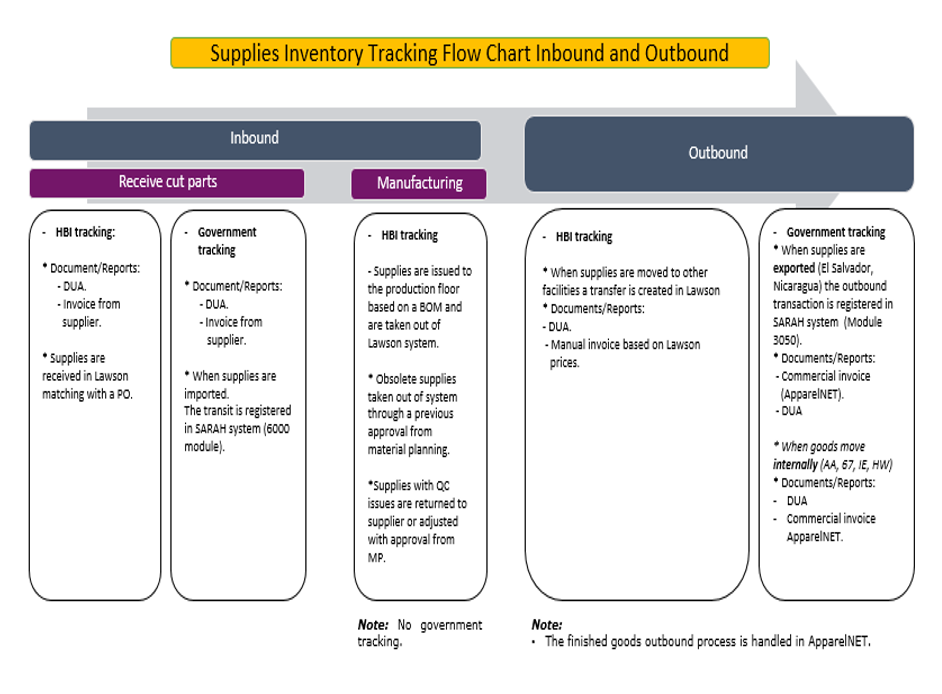 Supplies Inventory Tracking Flow Chart Inbound and Outbound
Inbound
Outbound
Receive cut parts
Manufacturing
- HBI tracking:
* Document/Reports:
- DUA.
- Invoice from
supplier.
* Supplies are
received in Lawson
matching with a PO.
- Government
tracking
* Document/Reports:
- DUA.
- Invoice from
supplier.
* When supplies are
imported.
The transit is registered
in SARAH system (6000
module).
- HBI tracking
- Supplies are issued to
the production floor
based on a BOM and
are taken out of
Lawson system.
* Obsolete supplies
taken out of system
through a previous
approval from
material planning.
*Supplies with QC
issues are returned to
supplier or adjusted
with approval from
MP.
- HBI tracking
* When supplies are moved to other
facilities a transfer is created in Lawson
* Documents/Reports:
- DUA.
- Manual invoice based on Lawson
prices.
- Government tracking
* When supplies are
exported (El Salvador,
Nicaragua) the outbound
transaction is registered in
SARAH system (Module
3050).
* Documents/Reports:
- Commercial invoice
(ApparelNET).
- DUA
* When goods move
internally (AA, 67, IE, HW)
* Documents/Reports:
- DUA
- Commercial invoice
ApparelNET.
Note: No government
tracking.
Note:
• The finished goods outbound process is handled in ApparelNET.